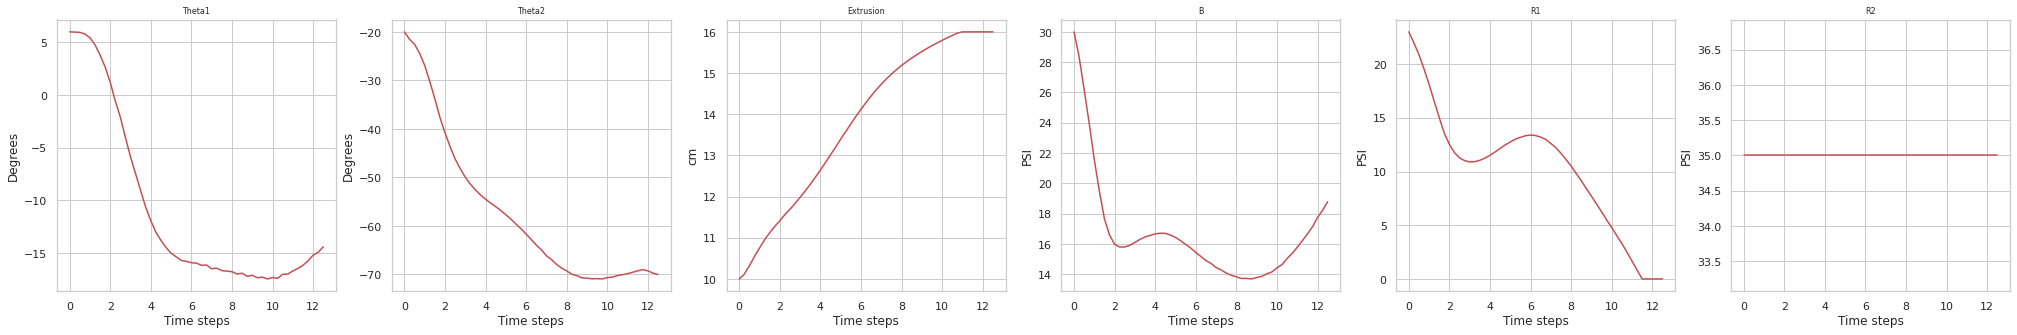 Theta1
Degrees
5
0
−5
−10
−15
0 2 4 6 8 10 12
Time steps
Theta2
Degrees
−20
−30
−40
−50
−60
−70
0 2 4 6 8 10 12
Time steps
Extrusion
cm
16
15
14
13
12
11
10
0 2 4 6 8 10 12
Time steps
B
PSI
30
28
26
24
22
20
18
16
14
0 2 4 6 8 10 12
Time steps
R1
PSI
20
15
10
5
0
0 2 4 6 8 10 12
Time steps
R2
PSI
36.5
36.0
35.5
35.0
34.5
34.0
33.5
0 2 4 6 8 10 12
Time steps